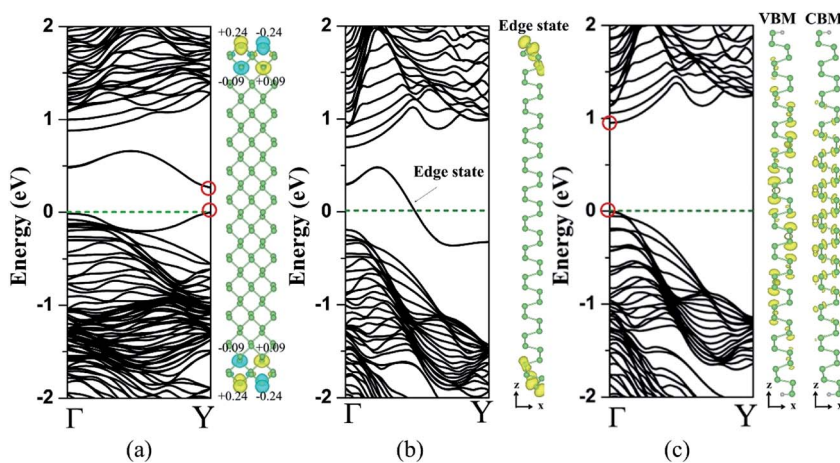 2
1
0
-1
-2
Energy (eV)
Γ
Y
+0.24 -0.24
-0.09 +0.09
-0.09 +0.09
+0.24 -0.24
(a)
2
1
0
-1
-2
Energy (eV)
Edge state
Γ
Y
Edge state
z
x
(b)
2
1
0
-1
-2
Energy (eV)
Γ
Y
VBM CBM
z
x
z
x
(c)